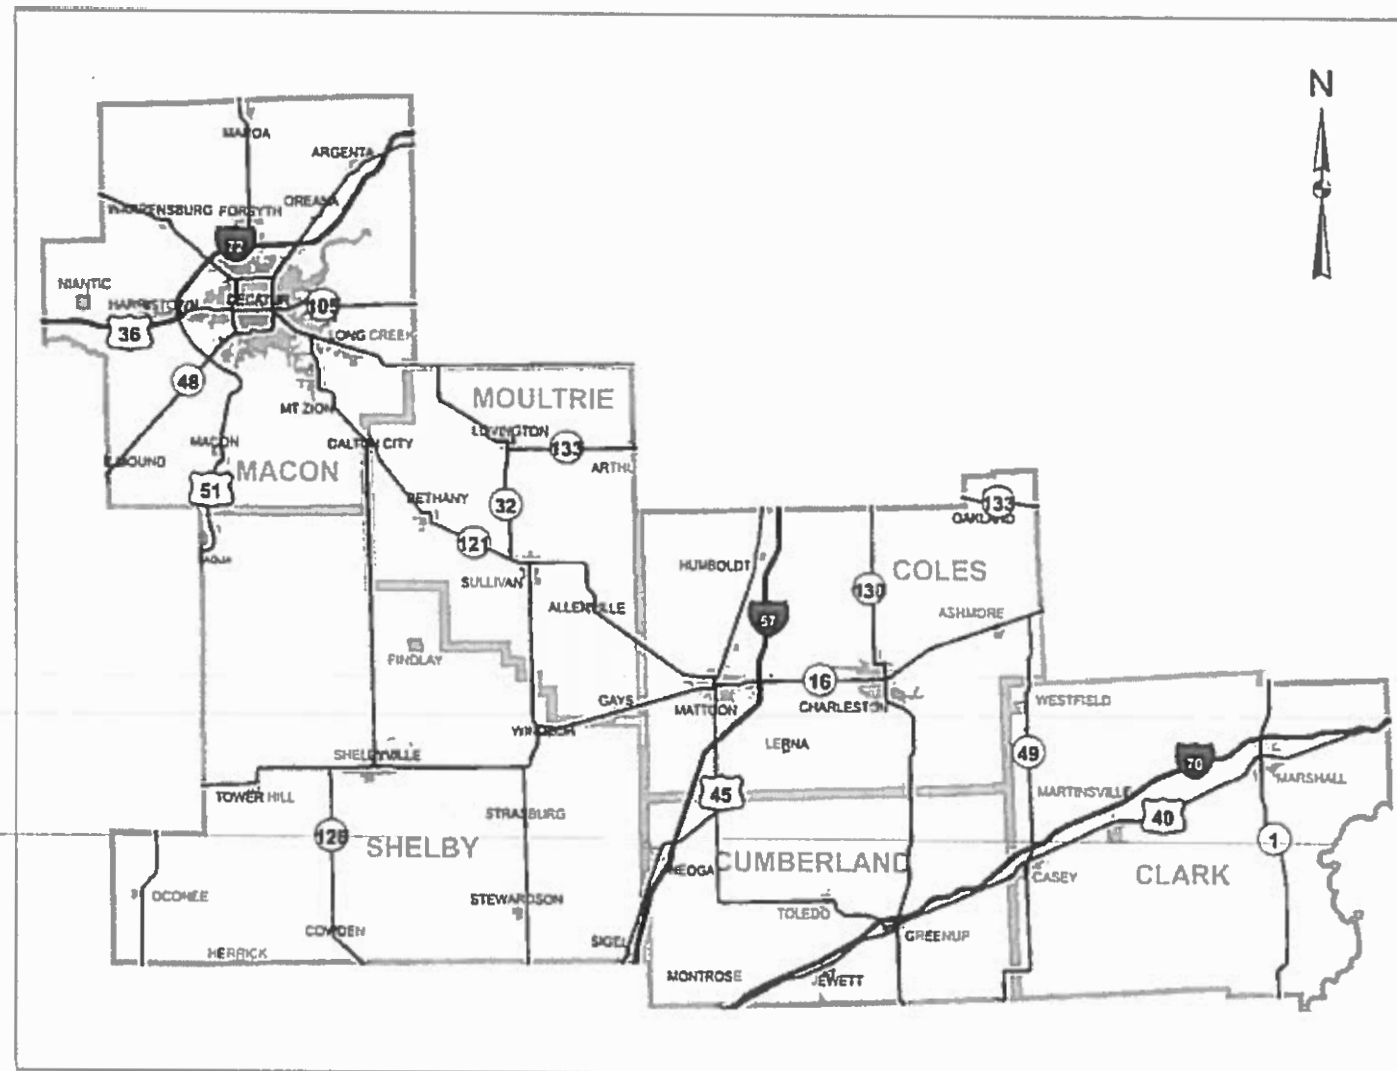 N
MAROA
ARGENTA
OREANA
WARRENSBURG FORSYTH
72
NIANTIC
HARRISTOWN
DECATUR
105
36
LONG CREEK
48
MT ZION
MOULTRIE
LOVINGTON
133
DALTON CITY
MACON
MACON
ARTHU
51
BETHANY
32
133
OAKLAND
121
SULLIVAN
HUMBOLDT
COLES
130
ALLENVILLE
ASHMORE
57
FINDLAY
16
GAYS
MATTOON
CHARLESTON
WESTFIELD
WINDSOR
LERNA
49
SHELBYVILLE
70
MARSHALL
TOWER HILL
45
MARTINSVILLE
STRASBURG
40
128
SHELBY
1
CUMBERLAND
NEOGA
CLARK
CASEY
OCONEE
STEWARDSON
TOLEDO
COWDEN
SIGEL
GREENUP
HERRICK
MONTROSE
JEWETT